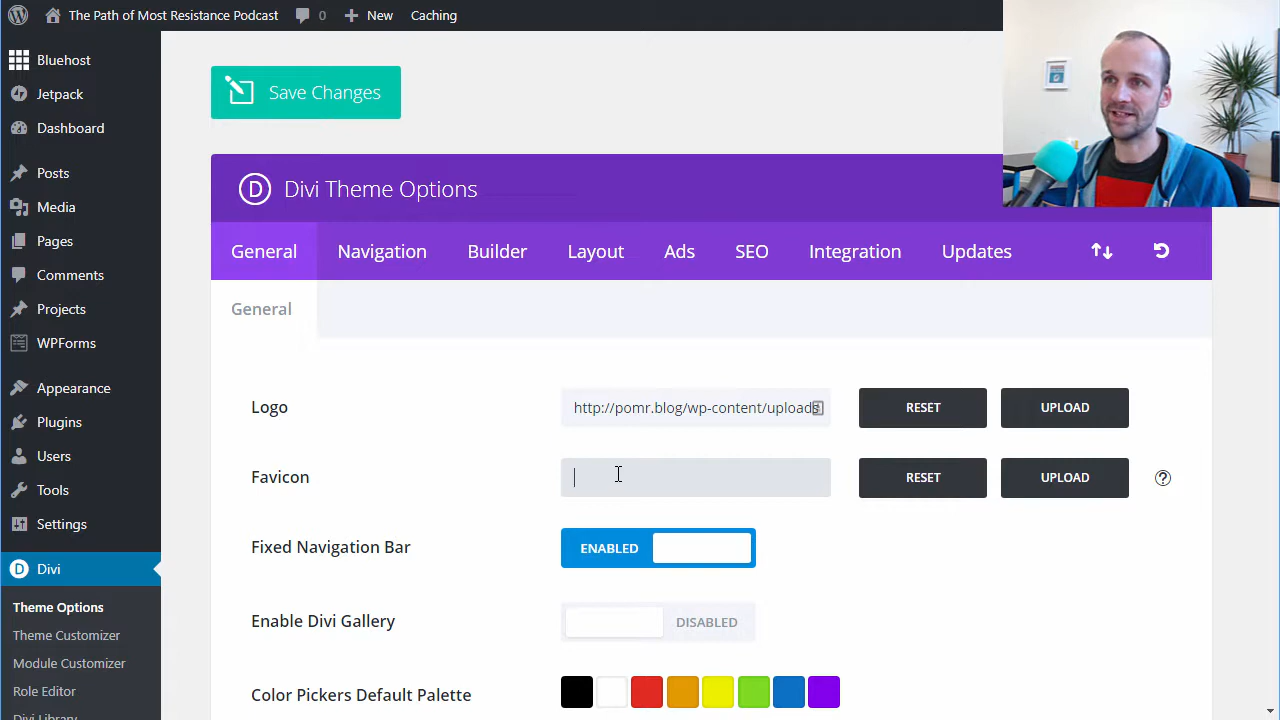 The Path of Most Resistance Podcast 0 New Caching
Bluehost
Jetpack
Dashboard
Posts
Media
Pages
Comments
Projects
WPForms
Appearance
Plugins
Users
Tools
Settings
Divi
Theme Options
Theme Customizer
Module Customizer
Role Editor
Divi Library
Save Changes
D Divi Theme Options
General Navigation Builder Layout Ads SEO Integration Updates
General
Logo http://pomr.blog/wp-content/uploads RESET UPLOAD
Favicon RESET UPLOAD ?
Fixed Navigation Bar ENABLED
Enable Divi Gallery DISABLED
Color Pickers Default Palette